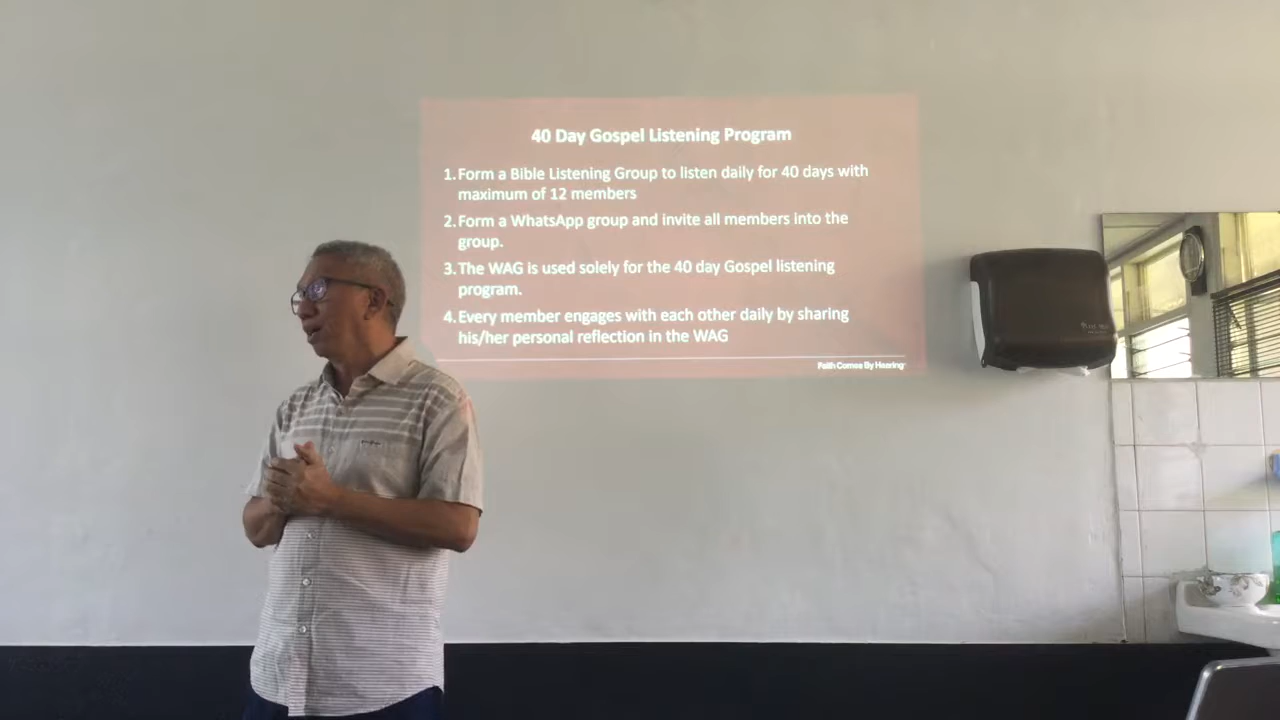 40 Day Gospel Listening Program
1. Form a Bible Listening Group to listen daily for 40 days with
maximum of 12 members
2. Form a WhatsApp group and invite all members into the
group.
3. The WAG is used solely for the 40 day Gospel listening
program.
4. Every member engages with each other daily by sharing
his/her personal reflection in the WAG
Faith Comes By Hearing